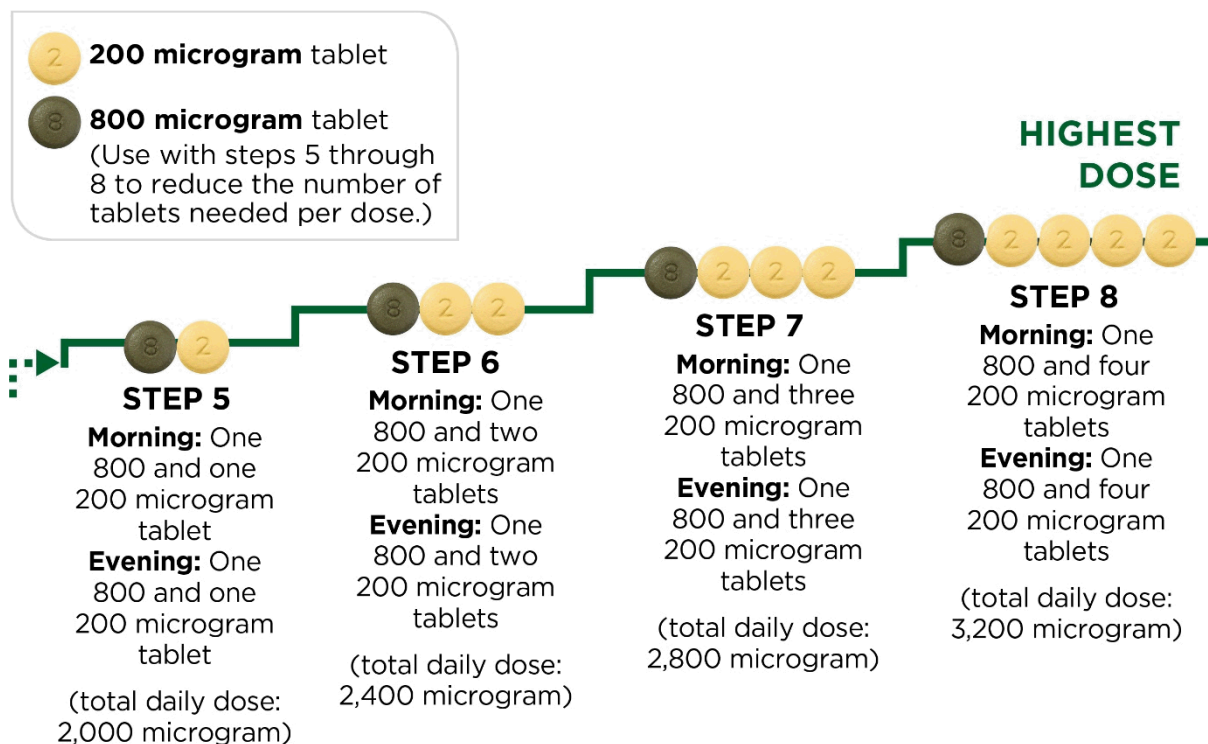 2
200 microgram tablet
8
800 microgram tablet
(Use with steps 5 through
8 to reduce the number of
tablets needed per dose.)
HIGHEST
DOSE
8 2
STEP 5
Morning: One
800 and one
200 microgram
tablet
Evening: One
800 and one
200 microgram
tablet
(total daily dose:
2,000 microgram)
8 2 2
STEP 6
Morning: One
800 and two
200 microgram
tablets
Evening: One
800 and two
200 microgram
tablets
(total daily dose:
2,400 microgram)
8 2 2 2
STEP 7
Morning: One
800 and three
200 microgram
tablets
Evening: One
800 and three
200 microgram
tablets
(total daily dose:
2,800 microgram)
8 2 2 2 2
STEP 8
Morning: One
800 and four
200 microgram
tablets
Evening: One
800 and four
200 microgram
tablets
(total daily dose:
3,200 microgram)